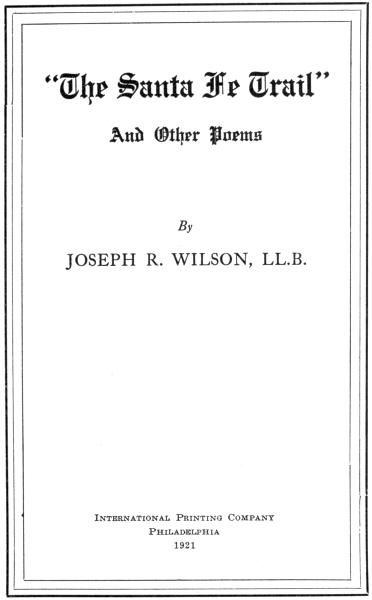 "The Santa Fe Trail"
And Other Poems
By
JOSEPH R. WILSON, LL.B.
International Printing Company
Philadelphia
1921